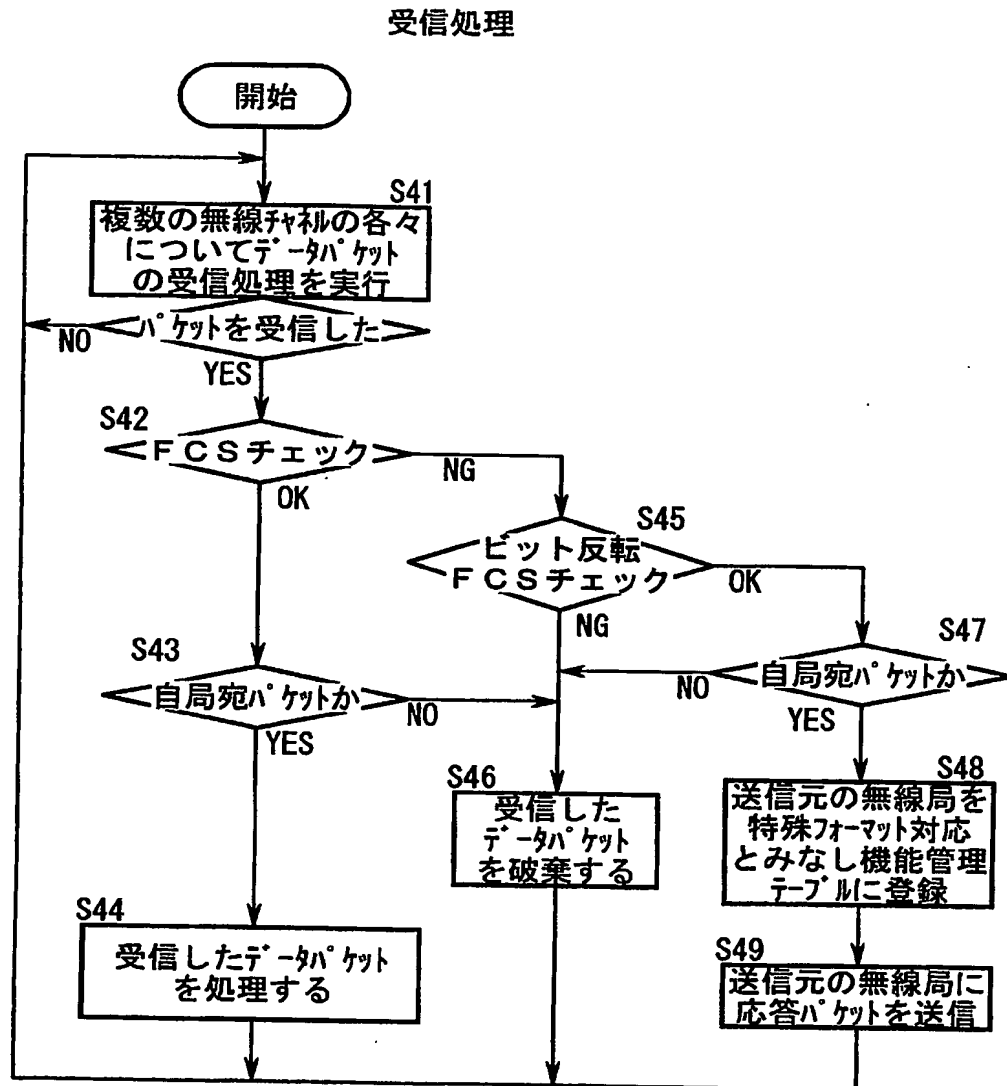 受信処理
開始
S41
複数の無線ﾁｬﾈﾙの各々
についてﾃﾞｰﾀﾊﾟｹｯﾄ
の受信処理を実行
ﾊﾟｹｯﾄを受信した
NO
YES
S42
ＦＣＳチェック
NG
OK
S45
ビット反転
ＦＣＳチェック
OK
NG
S43
自局宛ﾊﾟｹｯﾄか
NO
YES
S47
自局宛ﾊﾟｹｯﾄか
NO
YES
S46
受信した
ﾃﾞｰﾀﾊﾟｹｯﾄ
を破棄する
S48
送信元の無線局を
特殊ﾌｫｰﾏｯﾄ対応
とみなし機能管理
ﾃｰﾌﾞﾙに登録
S44
受信したﾃﾞｰﾀﾊﾟｹｯﾄ
を処理する
S49
送信元の無線局に
応答ﾊﾟｹｯﾄを送信